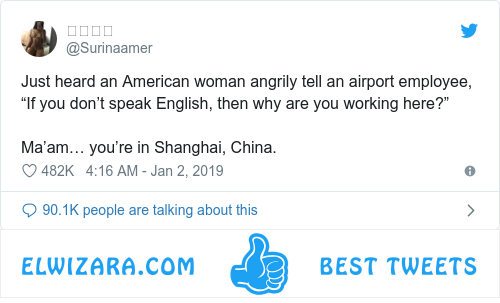 @Surinaamer
Just heard an American woman angrily tell an airport employee,
“If you don’t speak English, then why are you working here?”
Ma’am… you’re in Shanghai, China.
482K 4:16 AM - Jan 2, 2019
90.1K people are talking about this
ELWIZARA.COM BEST TWEETS